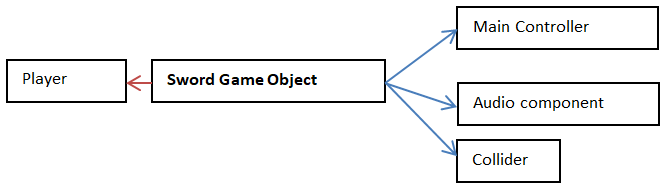 Main Controller
Player
Sword Game Object
Audio component
Collider